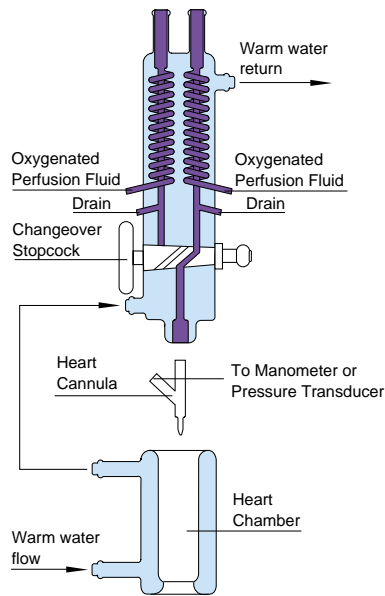 Warm water
return
Oxygenated
Perfusion Fluid
Oxygenated
Perfusion Fluid
Drain
Drain
Changeover
Stopcock
Heart
Cannula
To Manometer or
Pressure Transducer
Heart
Chamber
Warm water
flow